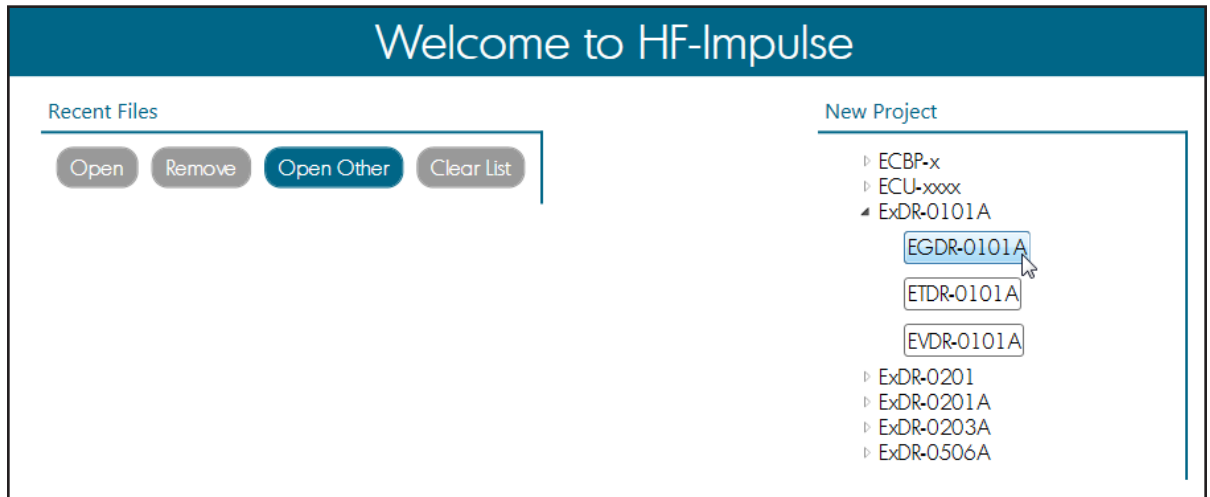 Welcome to HF-Impulse
Recent Files
Open Remove Open Other Clear List
New Project
ECBP-x
ECU-xxxx
ExDR-0101A
EGDR-0101A
ETDR-0101A
EVDR-0101A
ExDR-0201
ExDR-0201A
ExDR-0203A
ExDR-0506A